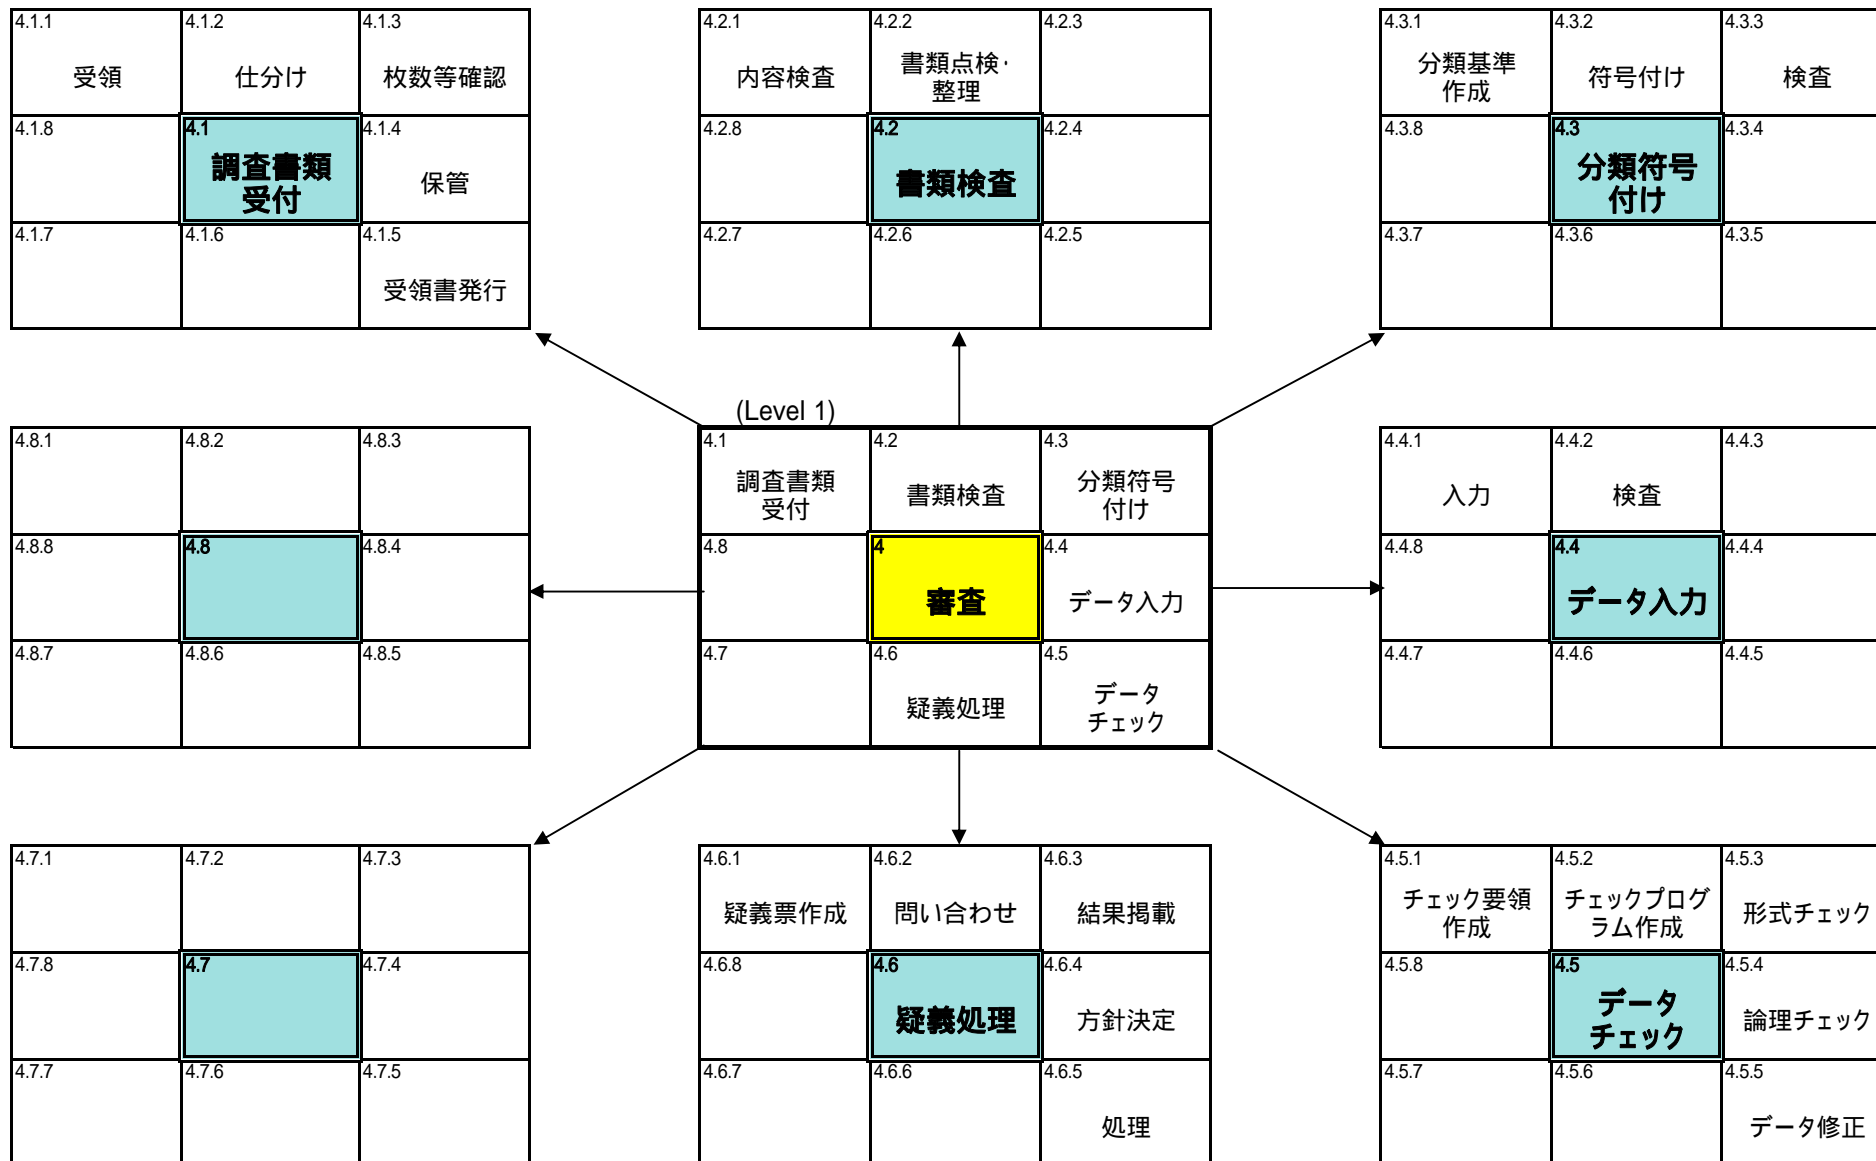 4.1.1 4.1.2 4.1.3
受領 仕分け 枚数等確認
4.1.8 4.1 4.1.4
調査書類
受付
保管
4.1.7 4.1.6 4.1.5
受領書発行
4.2.1 4.2.2 4.2.3
内容検査
書類点検・
整理
4.2.8 4.2 4.2.4
書類検査
4.2.7 4.2.6 4.2.5
4.3.1 4.3.2 4.3.3
分類基準
作成
符号付け
検査
4.3.8 4.3 4.3.4
分類符号
付け
4.3.7 4.3.6 4.3.5
4.8.1 4.8.2 4.8.3
4.8.8 4.8 4.8.4
4.8.7 4.8.6 4.8.5
(Level 1)
4.1 4.2 4.3
調査書類
受付
書類検査
分類符号
付け
4.8 4 4.4
審査 データ入力
4.7 4.6 4.5
疑義処理
データ
チェック
4.4.1 4.4.2 4.4.3
入力 検査
4.4.8 4.4 4.4.4
データ入力
4.4.7 4.4.6 4.4.5
4.7.1 4.7.2 4.7.3
4.7.8 4.7 4.7.4
4.7.7 4.7.6 4.7.5
4.6.1 4.6.2 4.6.3
疑義票作成 問い合わせ 結果掲載
4.6.8 4.6 4.6.4
疑義処理 方針決定
4.6.7 4.6.6 4.6.5
処理
4.5.1 4.5.2 4.5.3
チェック要領
作成
チェックプログ
ラム作成
形式チェック
4.5.8 4.5 4.5.4
データ
チェック
論理チェック
4.5.7 4.5.6 4.5.5
データ修正